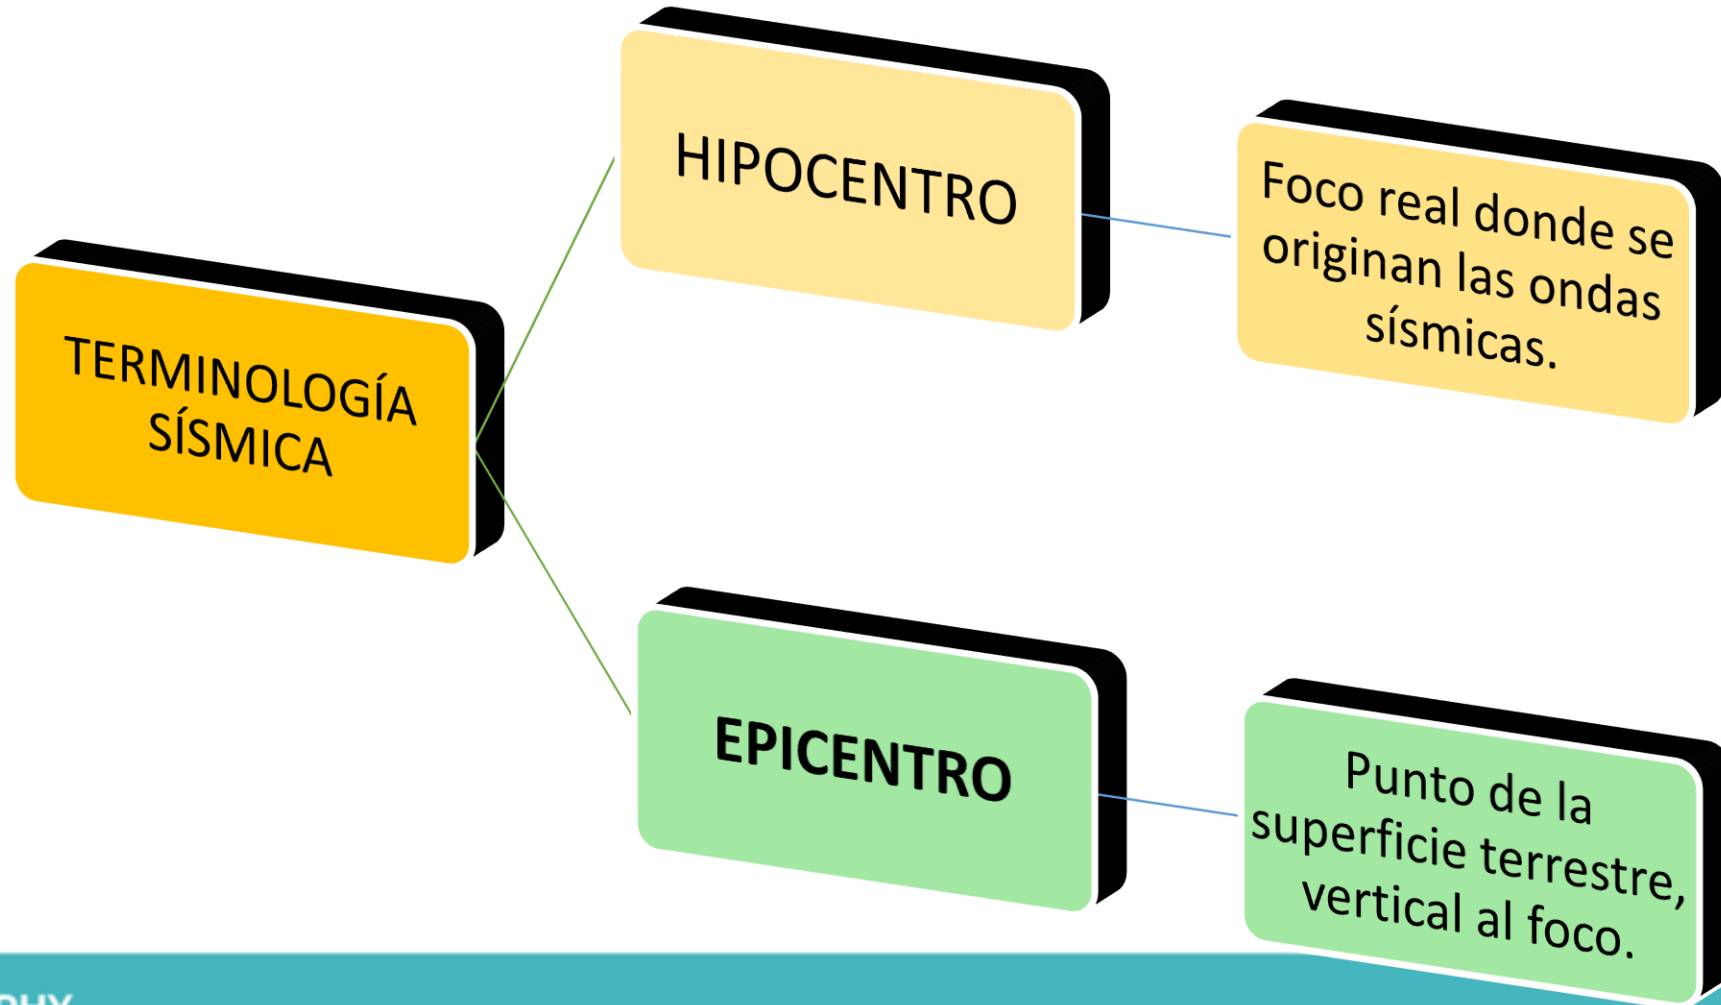 TERMINOLOGÍA
SÍSMICA
HIPOCENTRO
Foco real donde se
originan las ondas
sísmicas.
EPICENTRO
Punto de la
superficie terrestre,
vertical al foco.